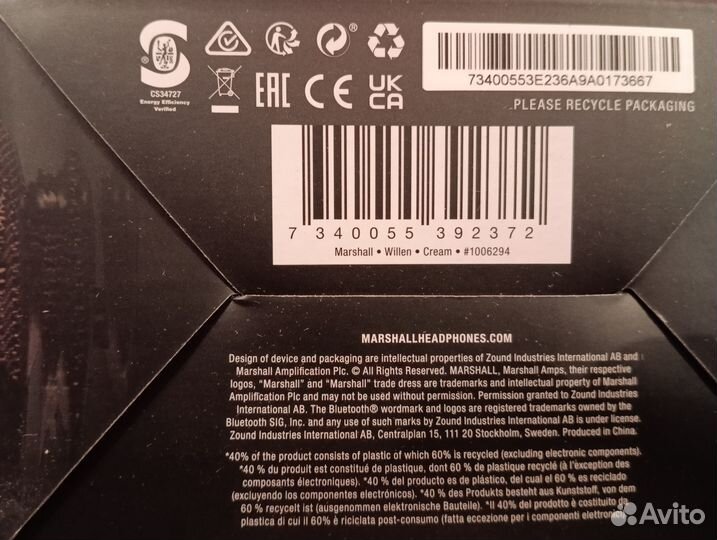 CS34727
Energy Efficiency
Verified
EAC CE UK
CA
73400553E236A9A0173667
PLEASE RECYCLE PACKAGING
7 340055 392372
Marshall • Willen • Cream • #1006294
MARSHALLHEADPHONES.COM
Design of device and packaging are intellectual properties of Zound Industries International AB and
Marshall Amplification Plc. © All Rights Reserved. MARSHALL, Marshall Amps, their respective
logos, “Marshall” and “Marshall” trade dress are trademarks and intellectual property of Marshall
Amplification Plc and may not be used without permission. Permission granted to Zound Industries
International AB. The Bluetooth® wordmark and logos are registered trademarks owned by the
Bluetooth SIG, Inc. and any use of such marks by Zound Industries International AB is under license.
Zound Industries International AB, Centralplan 15, 111 20 Stockholm, Sweden. Produced in China.
*40% of the product consists of plastic of which 60% is recycled (excluding electronic components).
*40 % du produit est constitué de plastique, dont 60 % de plastique recyclé (à l'exception des
composants électroniques). *40 % del producto es de plástico, del cual el 60 % es reciclado
(excluyendo los componentes electrónicos). *40 % des Produkts besteht aus Kunststoff, von dem
60 % recycelt ist (ausgenommen elektronische Bauteile). *Il 40% del prodotto è costituito da
plastica di cui il 60% è riciclata post-consumo (fatta eccezione per i componenti elettronici
Avito